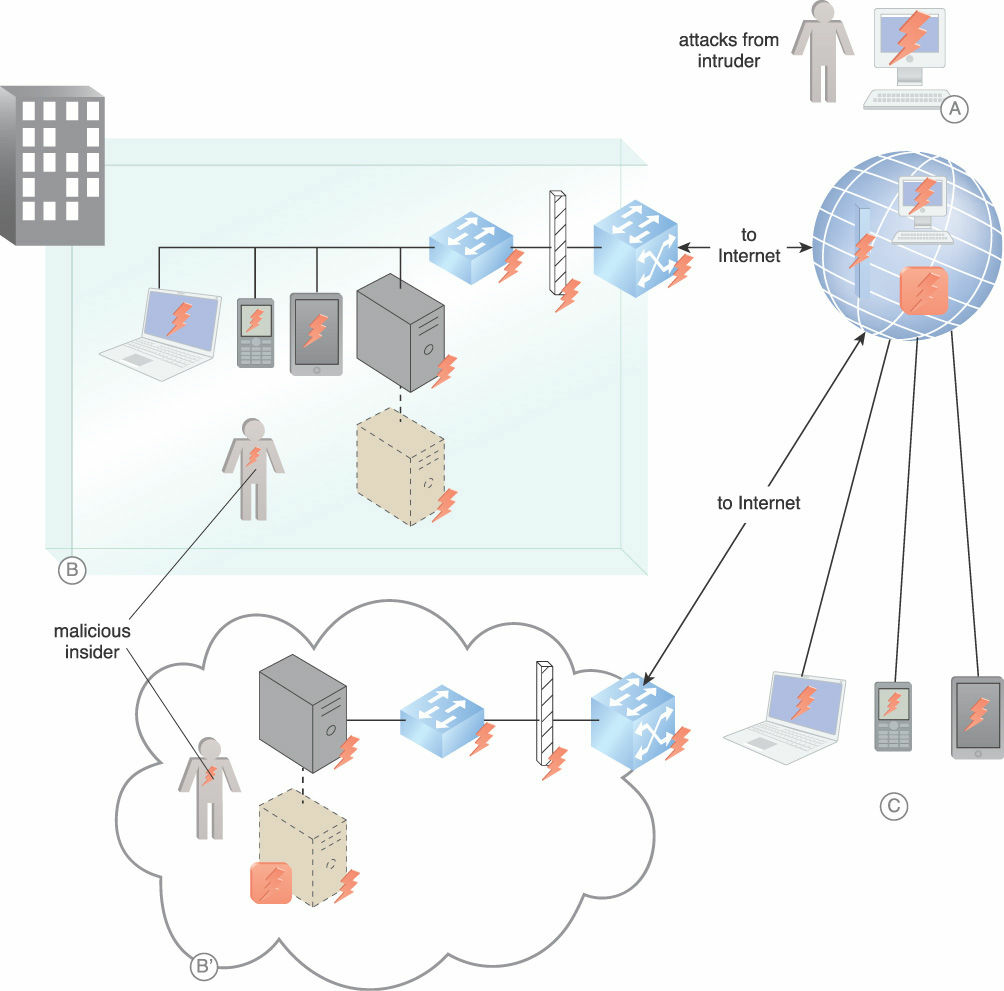 attacks from
intruder
A
to
Internet
to Internet
B
malicious
insider
C
B’